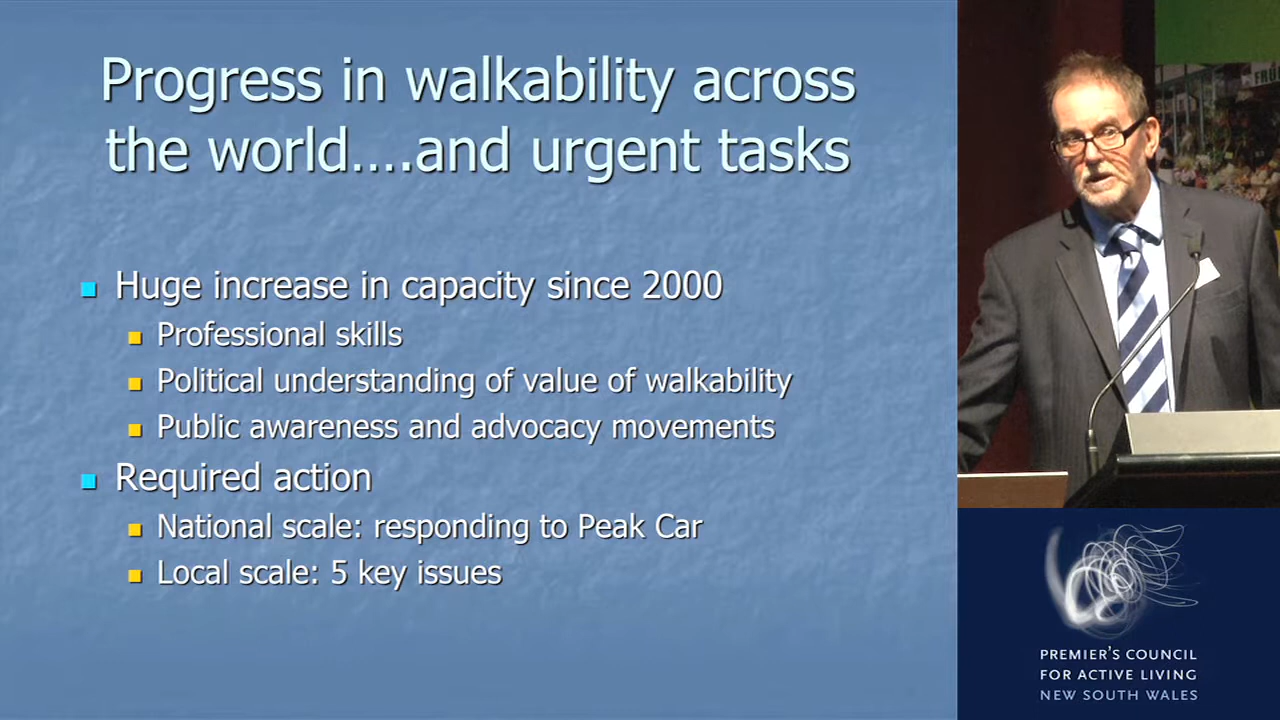 Progress in walkability across
the world….and urgent tasks
Huge increase in capacity since 2000
Professional skills
Political understanding of value of walkability
Public awareness and advocacy movements
Required action
National scale: responding to Peak Car
Local scale: 5 key issues
PREMIER'S COUNCIL
FOR ACTIVE LIVING
NEW SOUTH WALES